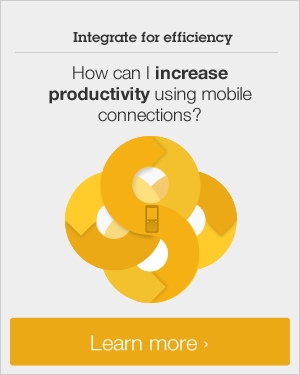 Integrate for efficiency
How can I increase
productivity using mobile
connections?
Learn more ›